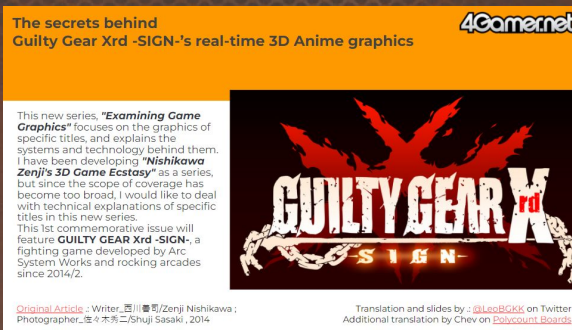 The secrets behind
Guilty Gear Xrd -SIGN-'s real-time 3D Anime graphics
4Gamer.net
This new series, "Examining Game
Graphics" focuses on the graphics of
specific titles, and explains the
systems and technology behind them.
I have been developing "Nishikawa
Zenji's 3D Game Ecstasy" as a series,
but since the scope of coverage has
become too broad, I would like to deal
with technical explanations of specific
titles in this new series.
This 1st commemorative issue will
feature GUILTY GEAR Xrd -SIGN-, a
fighting game developed by Arc
System Works and rocking arcades
since 2014/2.
GUILTY GEAR Xrd
-SIGN-
Original Article .: Writer_西川善司/Zenji Nishikawa ;
Photographer_佐々木秀二/Shuji Sasaki , 2014
Translation and slides by .: @LeoBGKK on Twitter
Additional translation by Chev on Polycount Boards